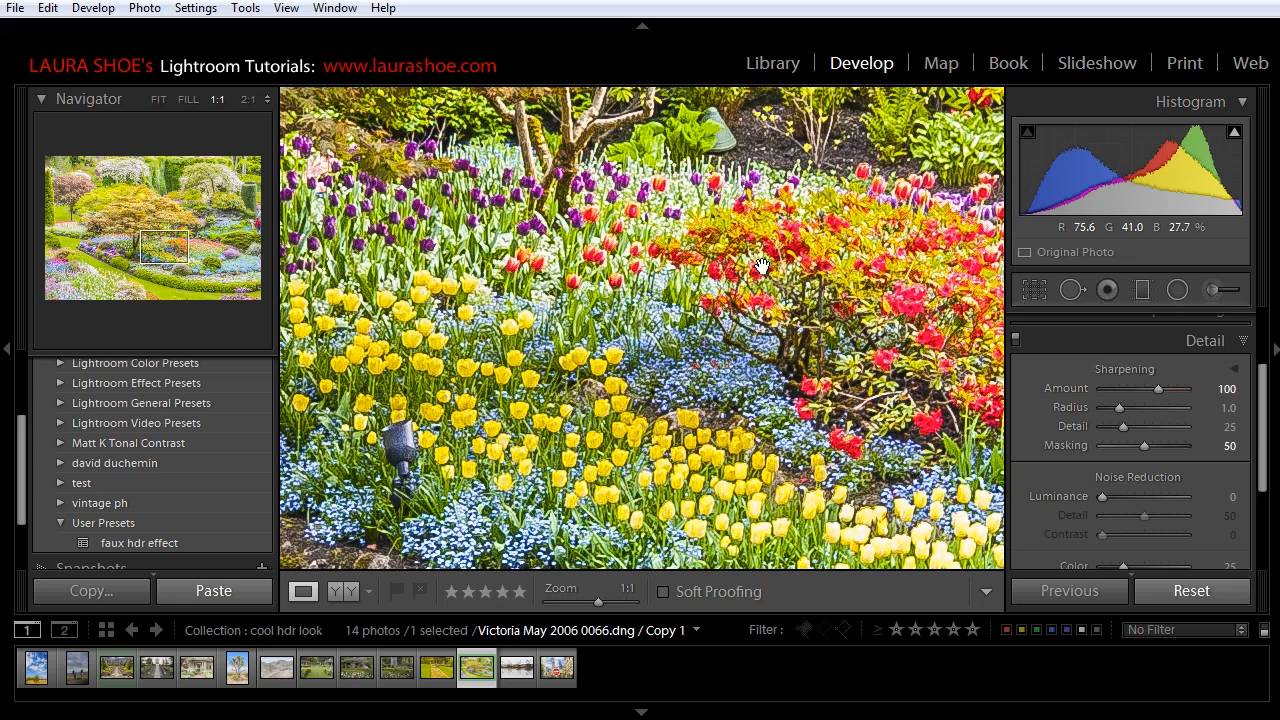 File Edit Develop Photo Settings Tools View Window Help
LAURA SHOE's Lightroom Tutorials: www.laurashoe.com
Library Develop Map Book Slideshow Print Web
Navigator FIT FILL 1:1 2:1
Histogram
R 75.6 G 41.0 B 27.7 %
Original Photo
Detail
Sharpening
Amount 100
Radius 1.0
Detail 25
Masking 50
Noise Reduction
Luminance 0
Detail 50
Contrast 0
Color 25
Lightroom Color Presets
Lightroom Effect Presets
Lightroom General Presets
Lightroom Video Presets
Matt K Tonal Contrast
david duchemin
test
vintage ph
User Presets
faux hdr effect
Snapshots
Copy... Paste
YY Zoom 1:1 Soft Proofing
Previous Reset
1 2 Collection : cool hdr look 14 photos /1 selected /Victoria May 2006 0066.dng / Copy 1 Filter : ≥ No Filter